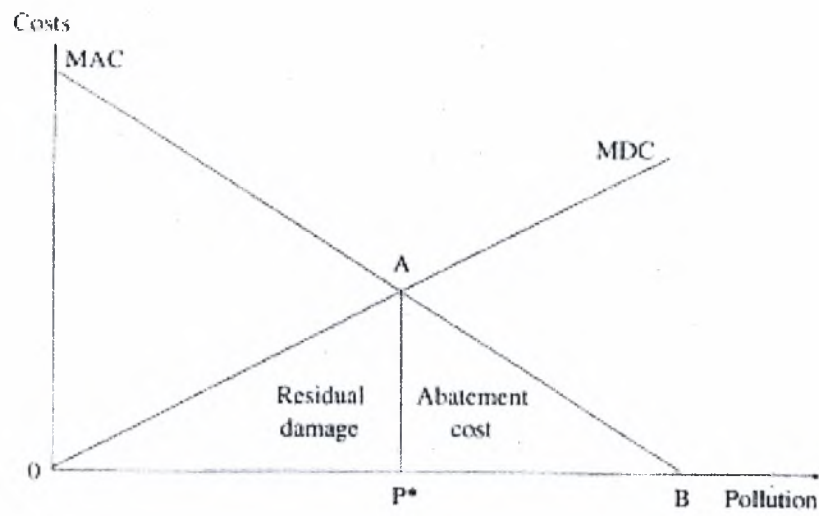 Costs
MAC
MDC
A
Residual
damage
Abatement
cost
0
P*
B
Pollution